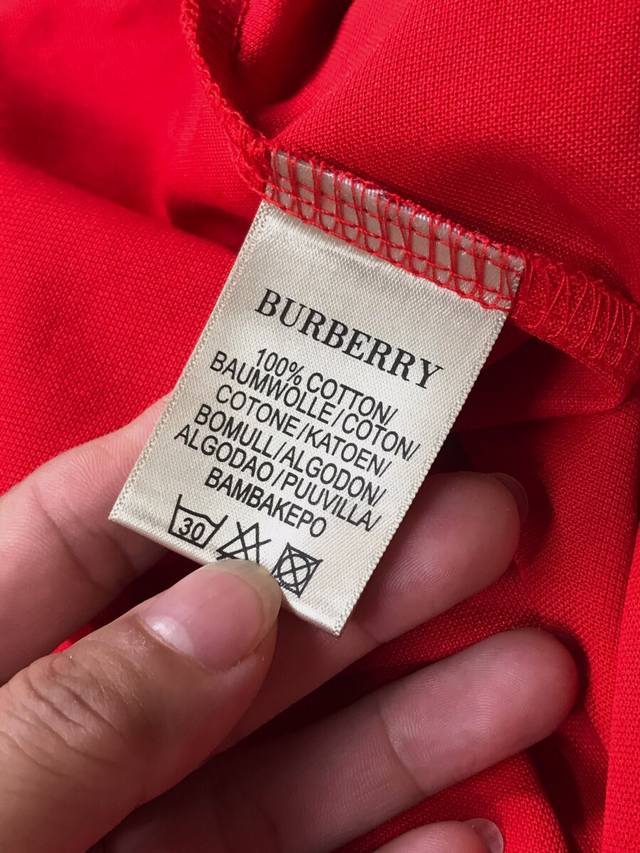 BURBERRY
100% COTTON/
BAUMWOLLE/COTON/
COTONE/KATOEN/
BOMULL/ALGODON/
ALGODAO/PUUVILLA/
BAMBAKEPO
30